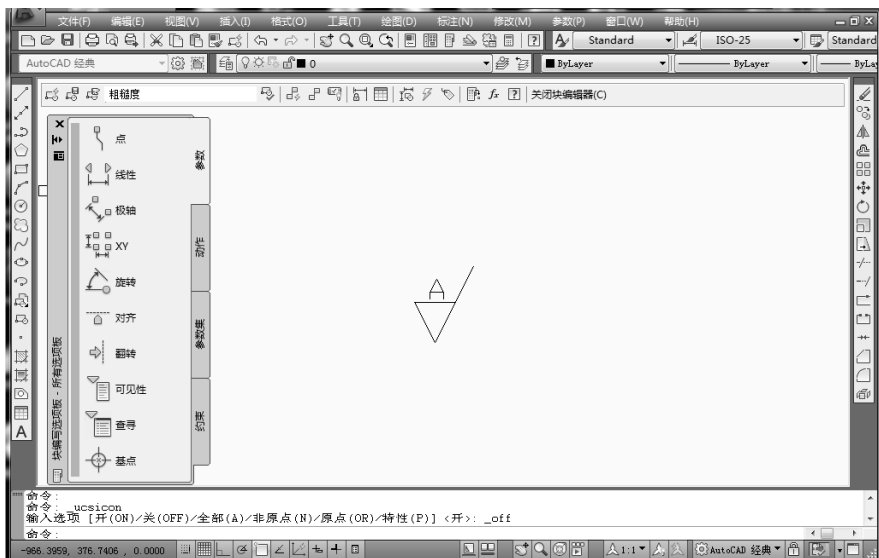 文件(F) 编辑(E) 视图(V) 插入(I) 格式(O) 工具(T) 绘图(D) 标注(N) 修改(M) 参数(P) 窗口(W) 帮助(H)
Standard ISO-25 Standard
AutoCAD 经典 0 ByLayer ByLayer ByLay
粗糙度 关闭块编辑器(C)
点
线性
极轴
XY
旋转
对齐
翻转
可见性
查寻
基点
参数
动作
参数集
约束
块编写选项板 - 所有选项板
A
A
命令:
命令: _ucsicon
输入选项 [开(ON)/关(OFF)/全部(A)/非原点(N)/原点(OR)/特性(P)] <开>: _off
命令:
-966.3959, 376.7406 , 0.0000 1:1 AutoCAD 经典